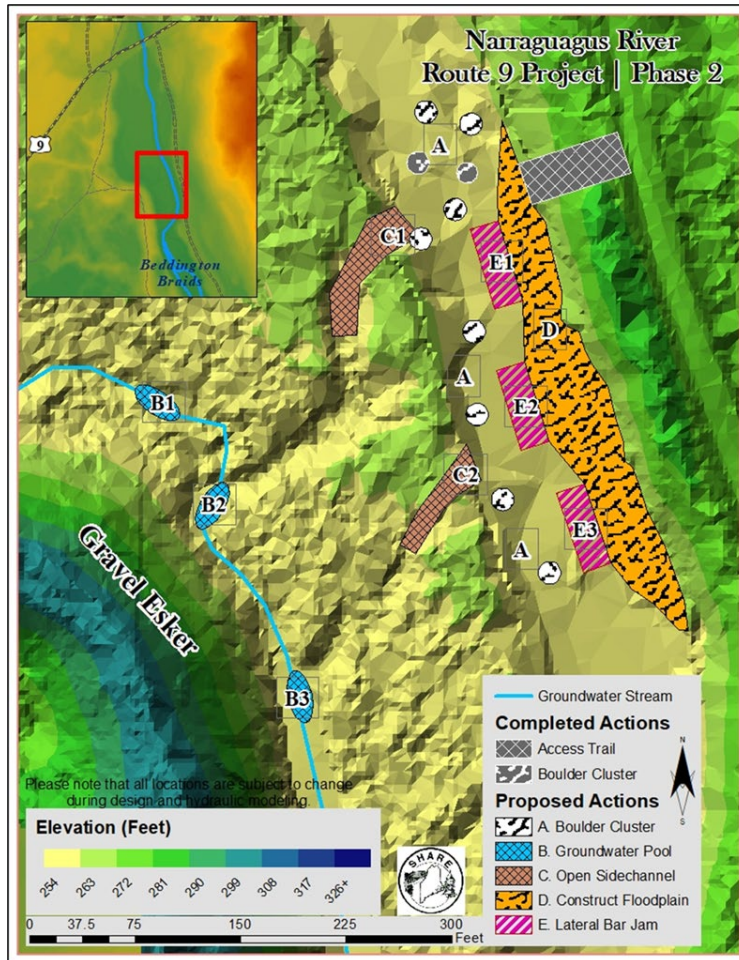 Narraguagus River
Route 9 Project | Phase 2
9
Beddington
Braids
A
C1
E1
D
A
E2
B1
C2
B2
A
E3
Gravel Esker
B3
Please note that all locations are subject to change
during design and hydraulic modeling.
Elevation (Feet)
254 263 272 281 290 299 308 317 326+
0 37.5 75 150 225 300
Feet
SHARE
Groundwater Stream
Completed Actions
Access Trail
Boulder Cluster
Proposed Actions
A. Boulder Cluster
B. Groundwater Pool
C. Open Sidechannel
D. Construct Floodplain
E. Lateral Bar Jam
N
S